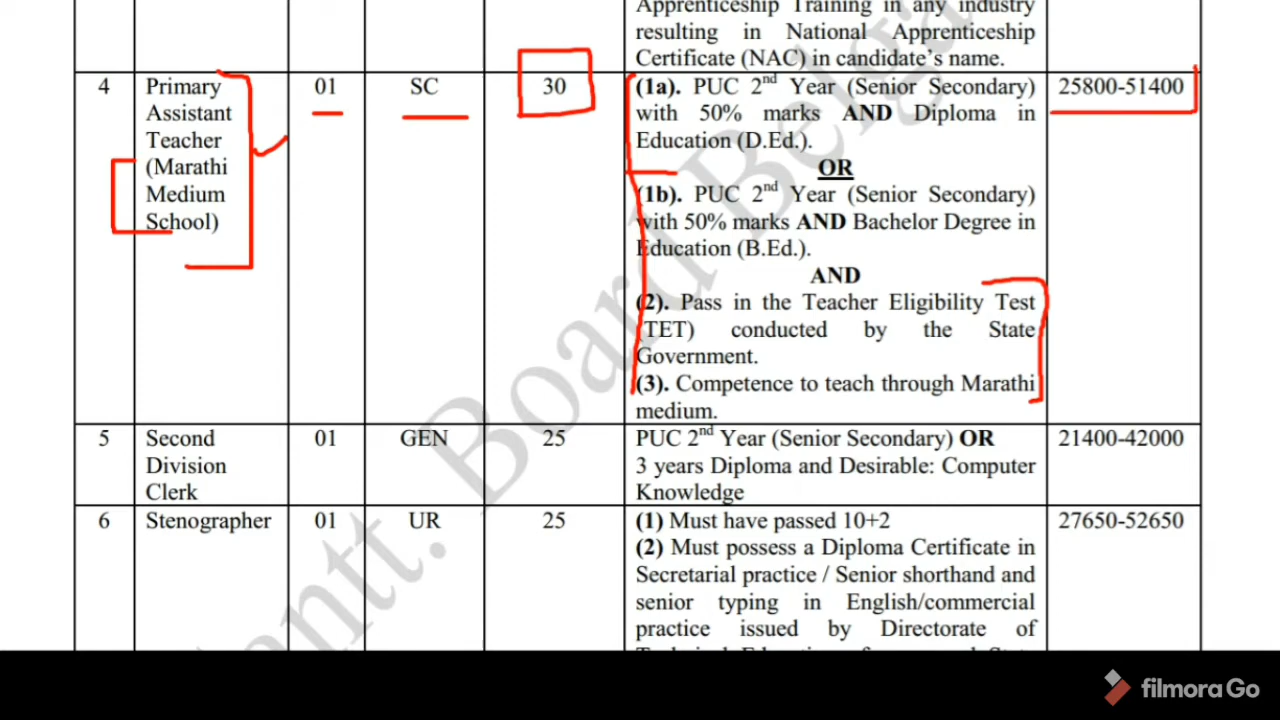 Apprenticeship Training in any industry
resulting in National Apprenticeship
Certificate (NAC) in candidate's name.
4 Primary Assistant Teacher (Marathi Medium School) 01 SC 30 25800-51400
(1a). PUC 2nd Year (Senior Secondary)
with 50% marks AND Diploma in
Education (D.Ed.).
OR
(1b). PUC 2nd Year (Senior Secondary)
with 50% marks AND Bachelor Degree in
Education (B.Ed.).
AND
(2). Pass in the Teacher Eligibility Test
(TET) conducted by the State
Government.
(3). Competence to teach through Marathi
medium.
5 Second Division Clerk 01 GEN 25 21400-42000
PUC 2nd Year (Senior Secondary) OR
3 years Diploma and Desirable: Computer
Knowledge
6 Stenographer 01 UR 25 27650-52650
(1) Must have passed 10+2
(2) Must possess a Diploma Certificate in
Secretarial practice / Senior shorthand and
senior typing in English/commercial
practice issued by Directorate of
antt. Board Belga
filmoraGo